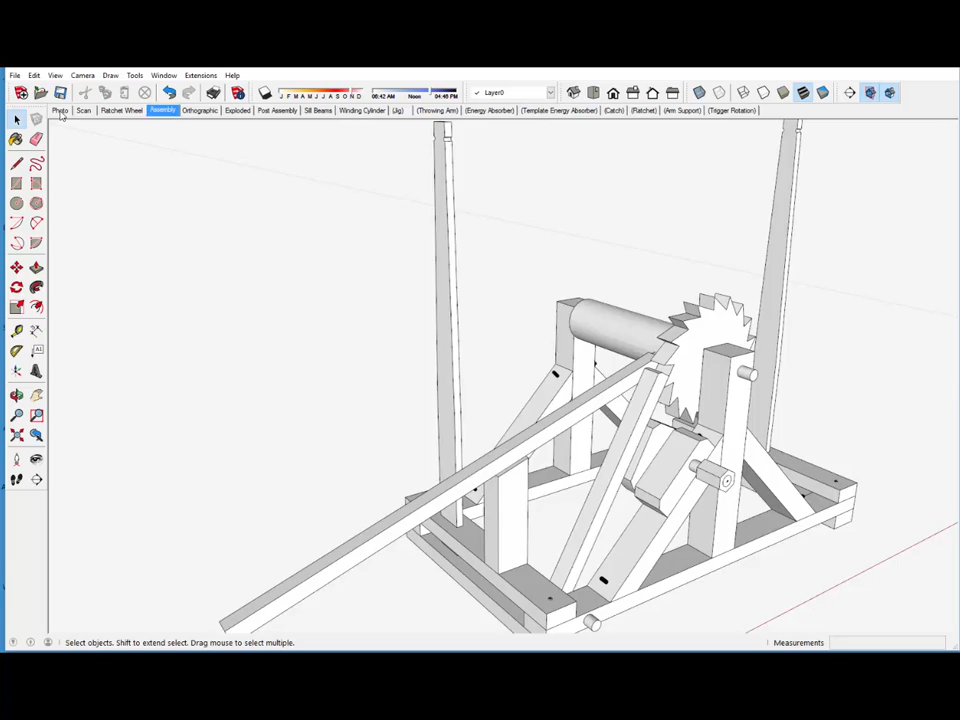 File Edit View Camera Draw Tools Window Extensions Help
J F M A M J J A S O N D 06:42 AM Noon 04:46 PM Layer0
Photo Scan Ratchet Wheel Assembly Orthographic Exploded Post Assembly Sill Beams Winding Cylinder (Jig) (Throwing Arm) (Energy Absorber) (Template Energy Absorber) (Catch) (Ratchet) (Arm Support) (Trigger Rotation)
Select objects. Shift to extend select. Drag mouse to select multiple. Measurements